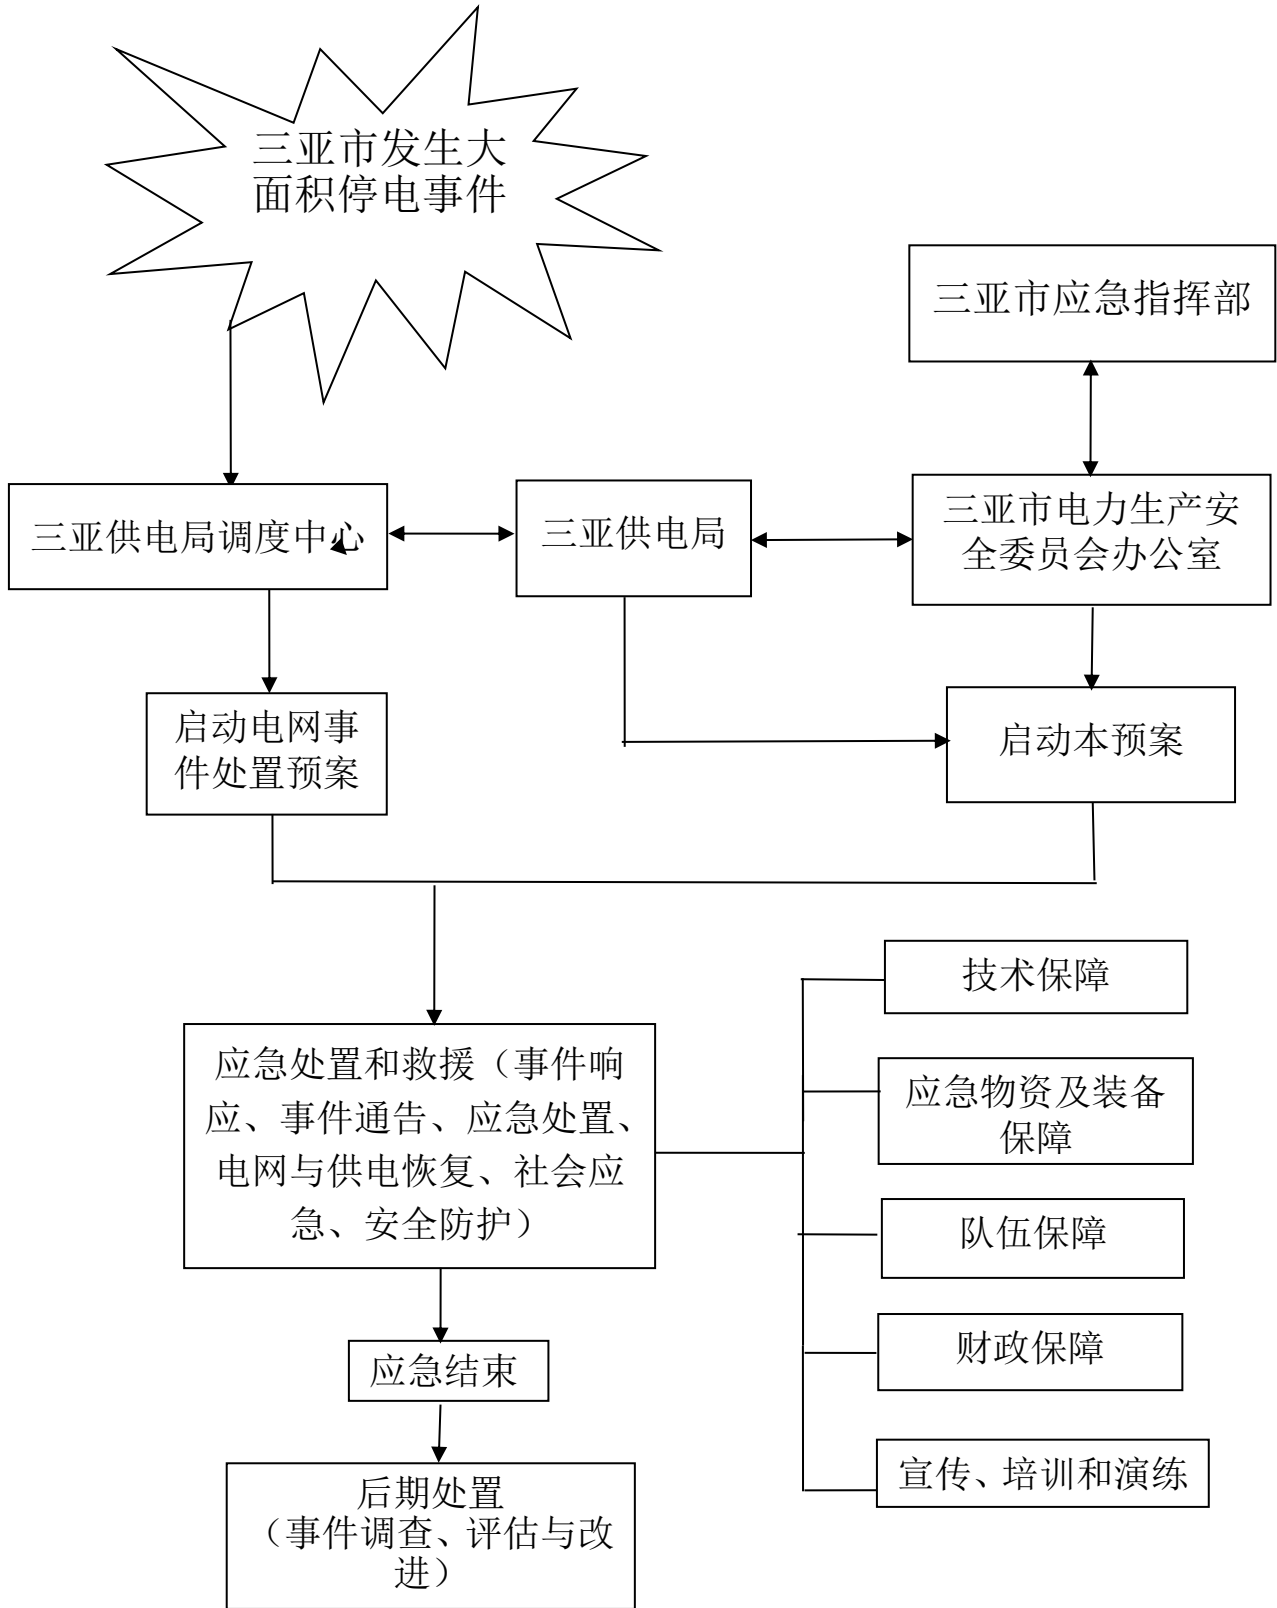 三亚市发生大
面积停电事件
三亚市应急指挥部
三亚供电局调度中心
三亚供电局
三亚市电力生产安
全委员会办公室
启动电网事
件处置预案
启动本预案
应急处置和救援（事件响
应、事件通告、应急处置、
电网与供电恢复、社会应
急、安全防护）
技术保障
应急物资及装备
保障
队伍保障
财政保障
宣传、培训和演练
应急结束
后期处置
（事件调查、评估与改
进）